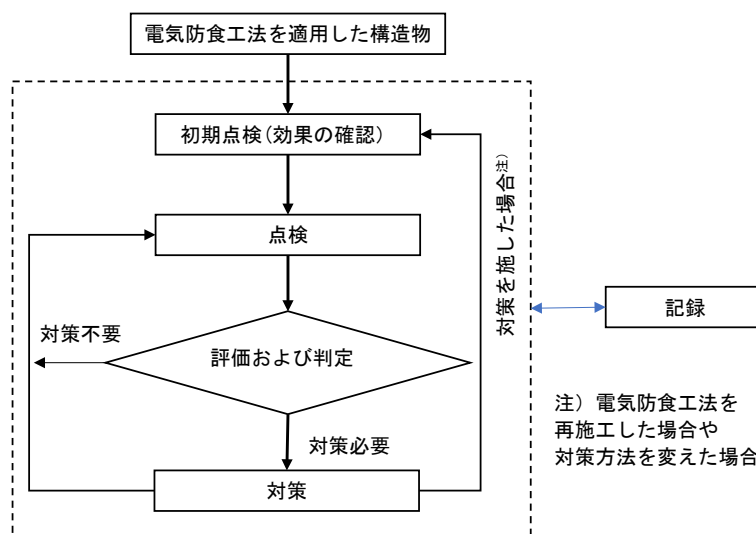 電気防食工法を適用した構造物
初期点検(効果の確認)
点検
対策を施した場合注)
記録
対策不要
評価および判定
注）電気防食工法を
再施工した場合や
対策方法を変えた場合
対策必要
対策